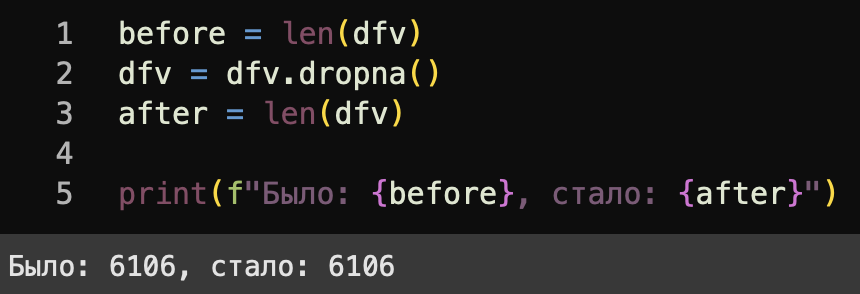 1 before = len(dfv)
2 dfv = dfv.dropna()
3 after = len(dfv)
4
5 print(f"Было: {before}, стало: {after}")
Было: 6106, стало: 6106